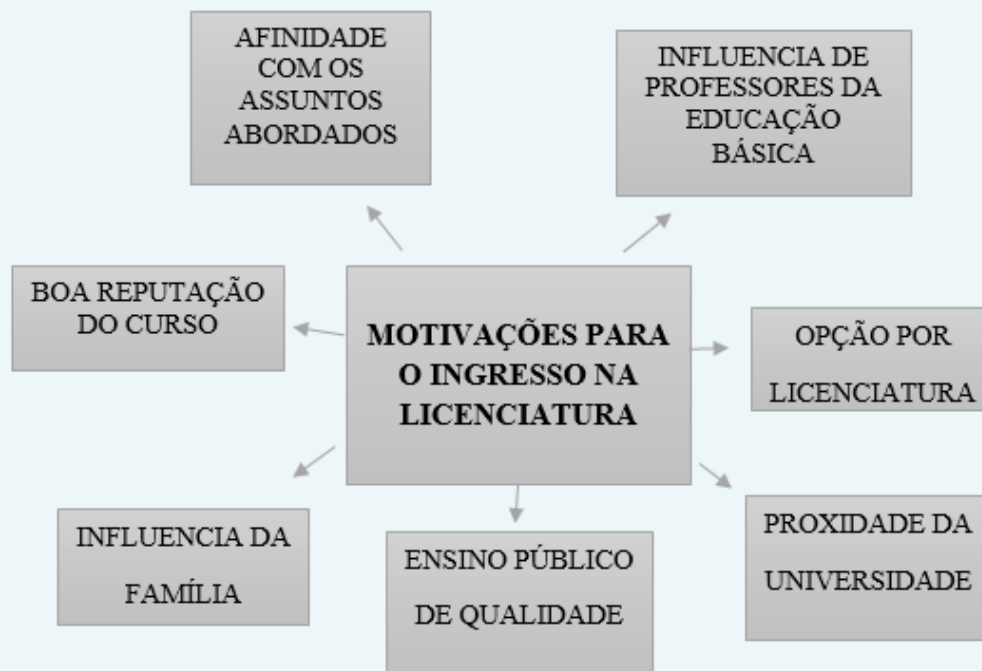 AFINIDADE
COM OS
ASSUNTOS
ABORDADOS
INFLUENCIA DE
PROFESSORES DA
EDUCAÇÃO
BÁSICA
BOA REPUTAÇÃO
DO CURSO
MOTIVAÇÕES PARA
O INGRESSO NA
LICENCIATURA
OPÇÃO POR
LICENCIATURA
INFLUENCIA DA
FAMÍLIA
ENSINO PÚBLICO
DE QUALIDADE
PROXIDADE DA
UNIVERSIDADE